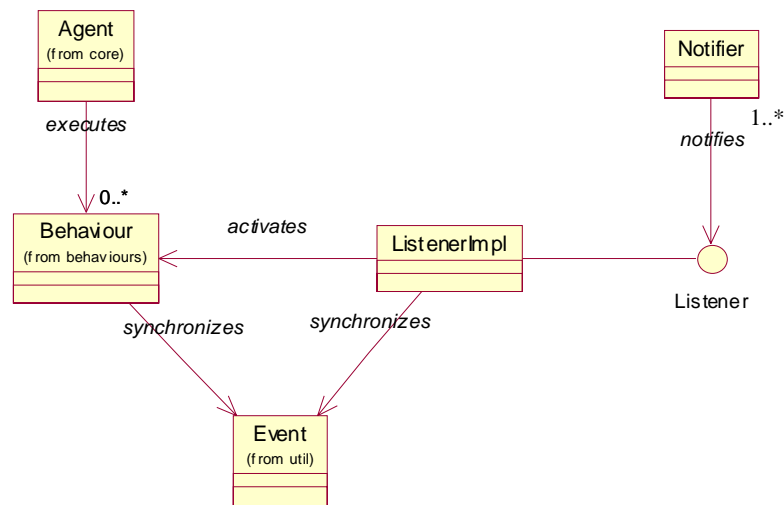 Agent
(from core)
Notifier
executes
1..*
notifies
0..*
Behaviour
(from behaviours)
activates
ListenerImpl
Listener
synchronizes
synchronizes
Event
(from util)